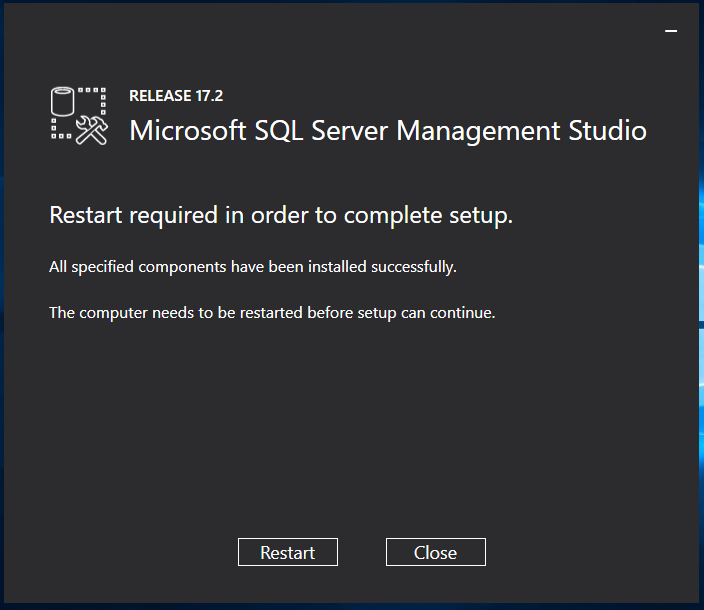 RELEASE 17.2
Microsoft SQL Server Management Studio
Restart required in order to complete setup.
All specified components have been installed successfully.
The computer needs to be restarted before setup can continue.
Restart
Close